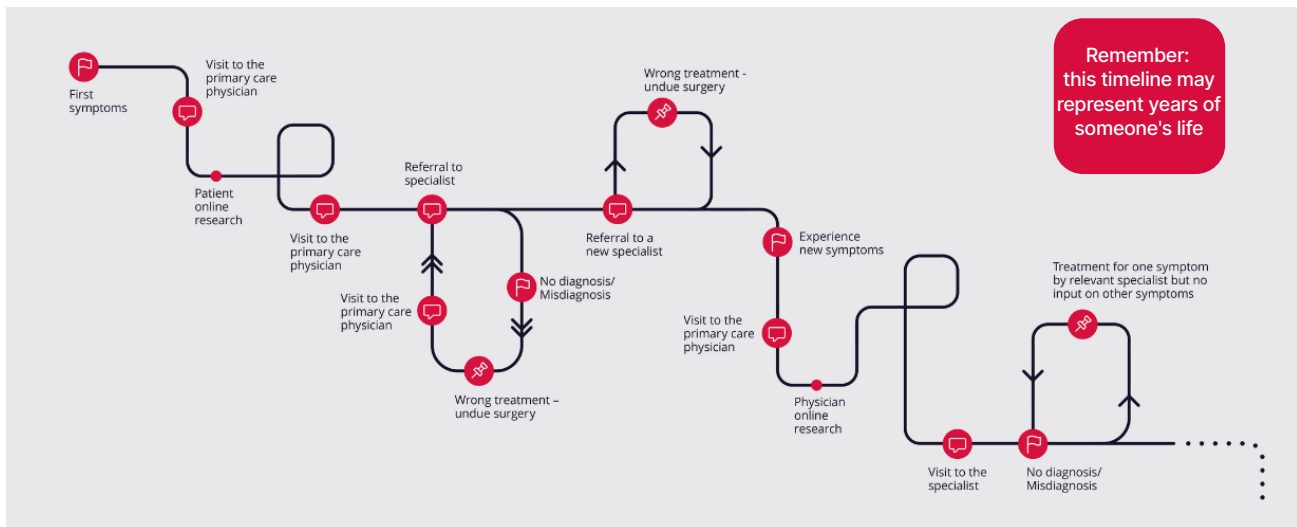 Remember:
this timeline may
represent years of
someone's life
First
symptoms
Visit to the
primary care
physician
Patient
online
research
Visit to the
primary care
physician
Referral to
specialist
No diagnosis/
Misdiagnosis
Wrong treatment –
undue surgery
Visit to the
primary care
physician
Referral to a
new specialist
Wrong treatment -
undue surgery
Experience
new symptoms
Visit to the
primary care
physician
Physician
online
research
Visit to the
specialist
No diagnosis/
Misdiagnosis
Treatment for one symptom
by relevant specialist but no
input on other symptoms